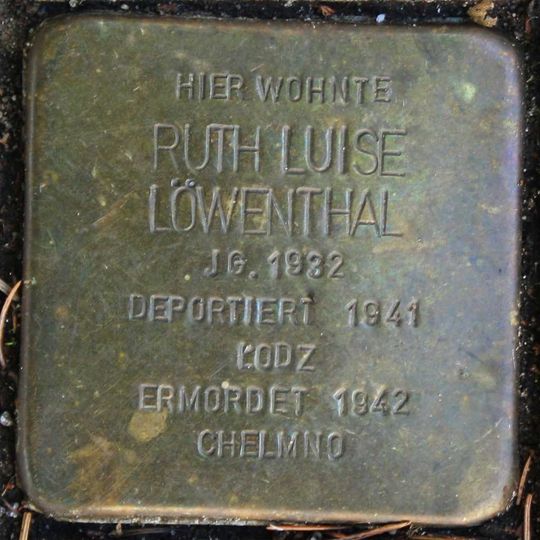 HIER WOHNTE
RUTH LUISE
LÖWENTHAL
JG. 1932
DEPORTIERT 1941
ŁODZ
ERMORDET 1942
CHELMNO